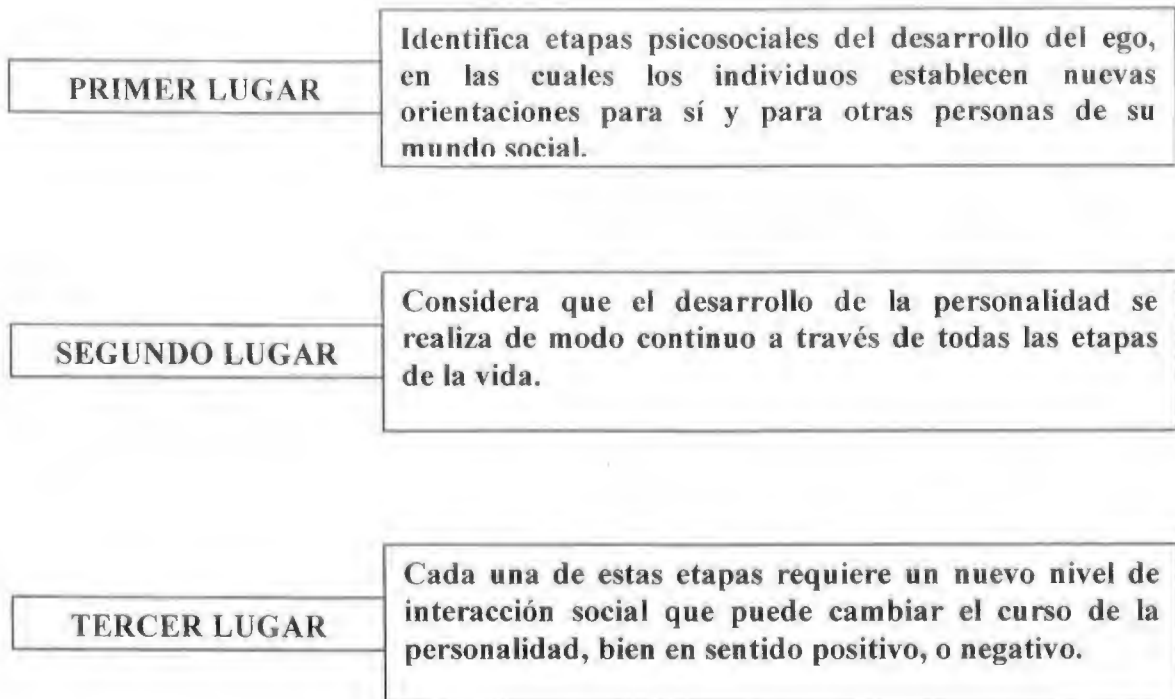 PRIMER LUGAR
Identifica etapas psicosociales del desarrollo del ego,
en las cuales los individuos establecen nuevas
orientaciones para sí y para otras personas de su
mundo social.
SEGUNDO LUGAR
Considera que el desarrollo de la personalidad se
realiza de modo continuo a través de todas las etapas
de la vida.
TERCER LUGAR
Cada una de estas etapas requiere un nuevo nivel de
interacción social que puede cambiar el curso de la
personalidad, bien en sentido positivo, o negativo.